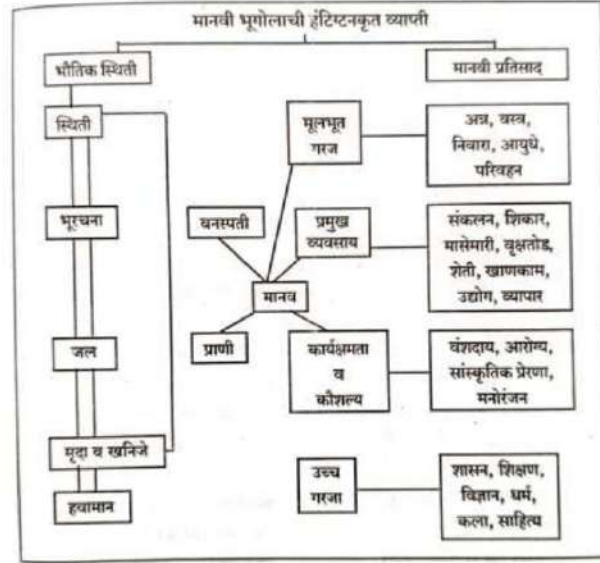 मानवी भूगोलाची हंटिग्टनकृत व्याप्ती
भौतिक स्थिती
मानवी प्रतिसाद
स्थिती
मूलभूत
गरज
अन्न, वस्त्र,
निवारा, आयुधे,
परिवहन
भूरचना
वनस्पती
प्रमुख
व्यवसाय
संकलन, शिकार,
मासेमारी, वृक्षतोड,
शेती, खाणकाम,
उद्योग, व्यापार
मानव
जल
प्राणी
कार्यक्षमता
व
कौशल्य
वंशदाय, आरोग्य,
सांस्कृतिक प्रेरणा,
मनोरंजन
मृदा व खनिजे
हवामान
उच्च
गरजा
शासन, शिक्षण,
विज्ञान, धर्म,
कला, साहित्य